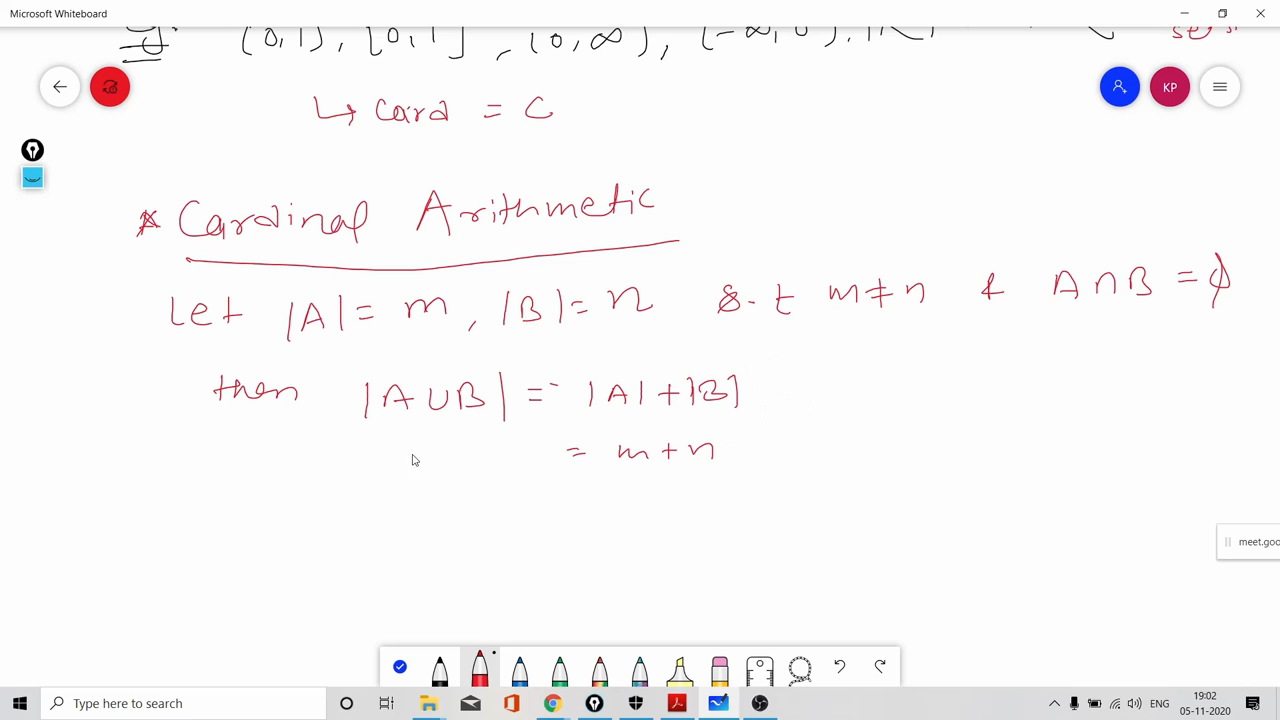 Microsoft Whiteboard
(0,1), [0,1], (0,∞), (-∞,0),
KP
↳ card = C
* Cardinal Arithmetic
Let |A| = m, |B| = n s.t m≠n & A∩B = ϕ
then |A∪B| = |A|+|B|
= m+n
meet.goo
Type here to search
ENG
19:02
05-11-2020